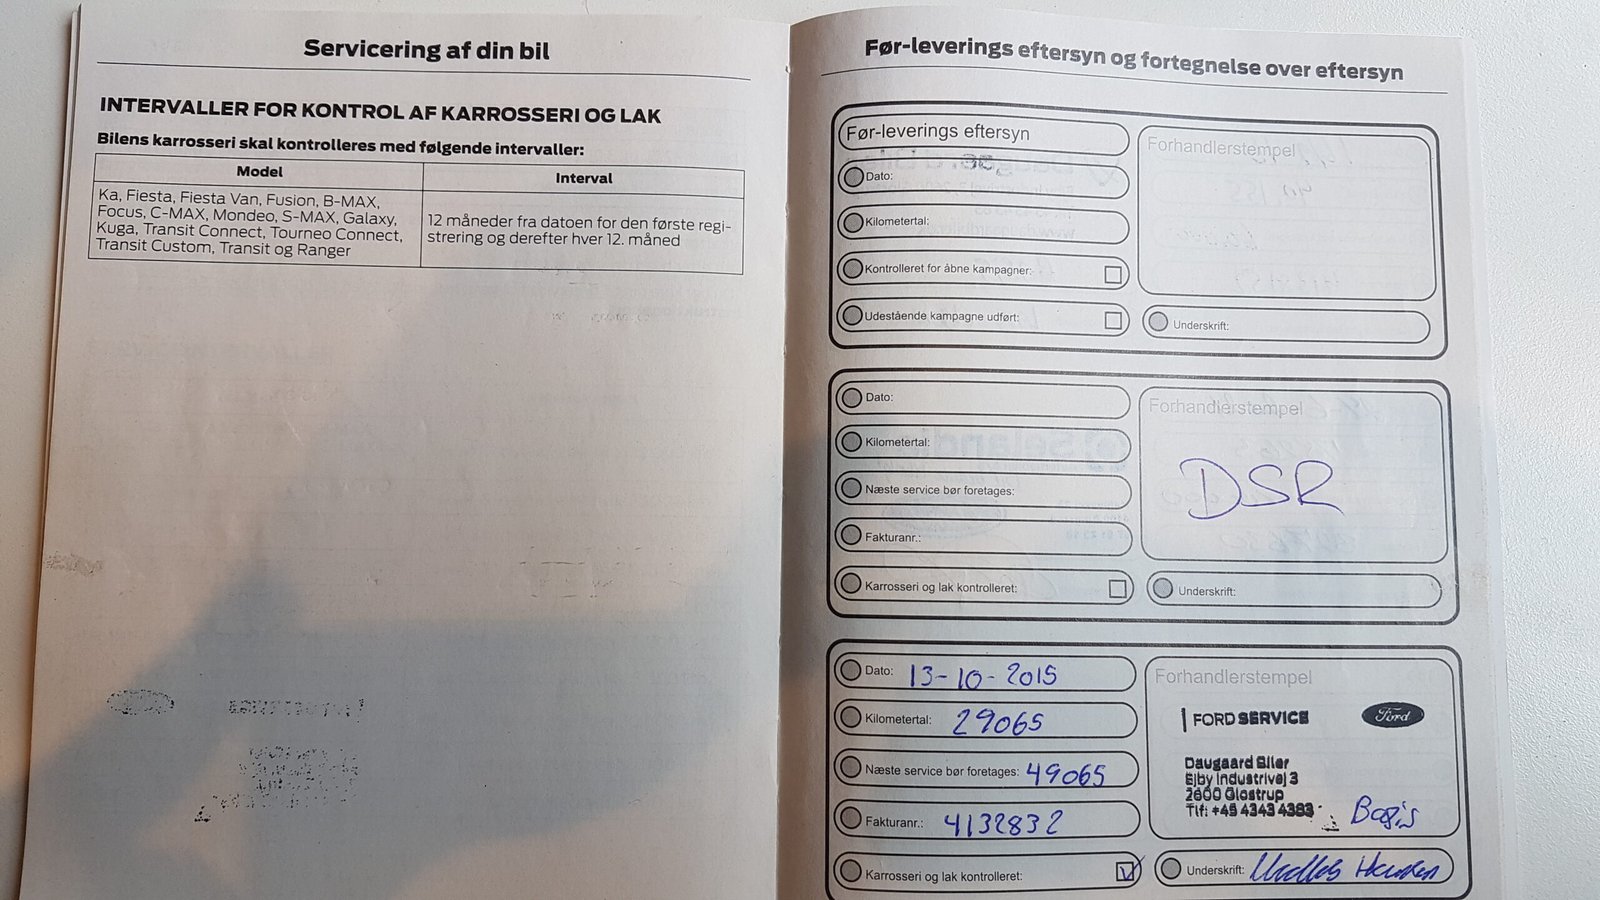 Servicering af din bil
INTERVALLER FOR KONTROL AF KARROSSERI OG LAK
Bilens karrosseri skal kontrolleres med følgende intervaller:
Model
Interval
Ka, Fiesta, Fiesta Van, Fusion, B-MAX,
Focus, C-MAX, Mondeo, S-MAX, Galaxy,
Kuga, Transit Connect, Tourneo Connect,
Transit Custom, Transit og Ranger
12 måneder fra datoen for den første regi-
strering og derefter hver 12. måned
Før-leverings eftersyn og fortegnelse over eftersyn
Før-leverings eftersyn
Dato:
Kilometertal:
Kontrolleret for åbne kampagner:
Udestående kampagne udført:
Forhandlerstempel
Underskrift:
Dato:
Kilometertal:
Næste service bør foretages:
Fakturanr.:
Karrosseri og lak kontrolleret:
Forhandlerstempel
DSR
Underskrift:
Dato: 13-10-2015
Kilometertal: 29065
Næste service bør foretages: 49065
Fakturanr.: 4132832
Karrosseri og lak kontrolleret:
Forhandlerstempel
FORD SERVICE
Ford
Daugaard Biler
Ejby Industrivej 3
2600 Glostrup
Tlf: +45 4343 4383
Underskrift: